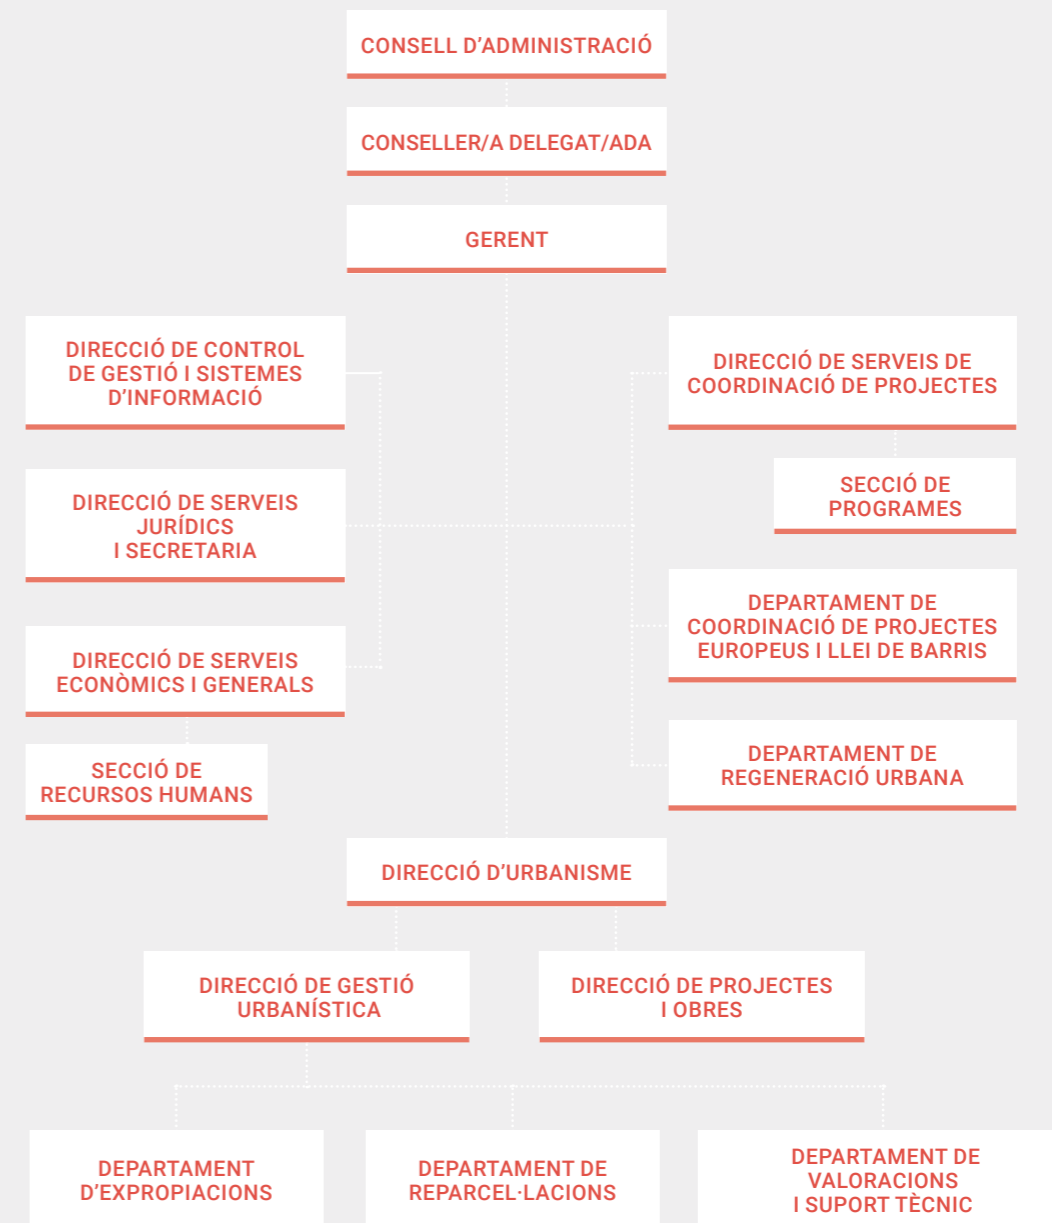 CONSELL D’ADMINISTRACIÓ
CONSELLER/A DELEGAT/ADA
GERENT
DIRECCIÓ DE CONTROL
DE GESTIÓ I SISTEMES
D’INFORMACIÓ
DIRECCIÓ DE SERVEIS
JURÍDICS
I SECRETARIA
DIRECCIÓ DE SERVEIS
ECONÒMICS I GENERALS
SECCIÓ DE
RECURSOS HUMANS
DIRECCIÓ DE SERVEIS DE
COORDINACIÓ DE PROJECTES
SECCIÓ DE
PROGRAMES
DEPARTAMENT DE
COORDINACIÓ DE PROJECTES
EUROPEUS I LLEI DE BARRIS
DEPARTAMENT DE
REGENERACIÓ URBANA
DIRECCIÓ D’URBANISME
DIRECCIÓ DE GESTIÓ
URBANÍSTICA
DIRECCIÓ DE PROJECTES
I OBRES
DEPARTAMENT
D’EXPROPIACIONS
DEPARTAMENT DE
REPARCEL·LACIONS
DEPARTAMENT DE
VALORACIONS
I SUPORT TÈCNIC